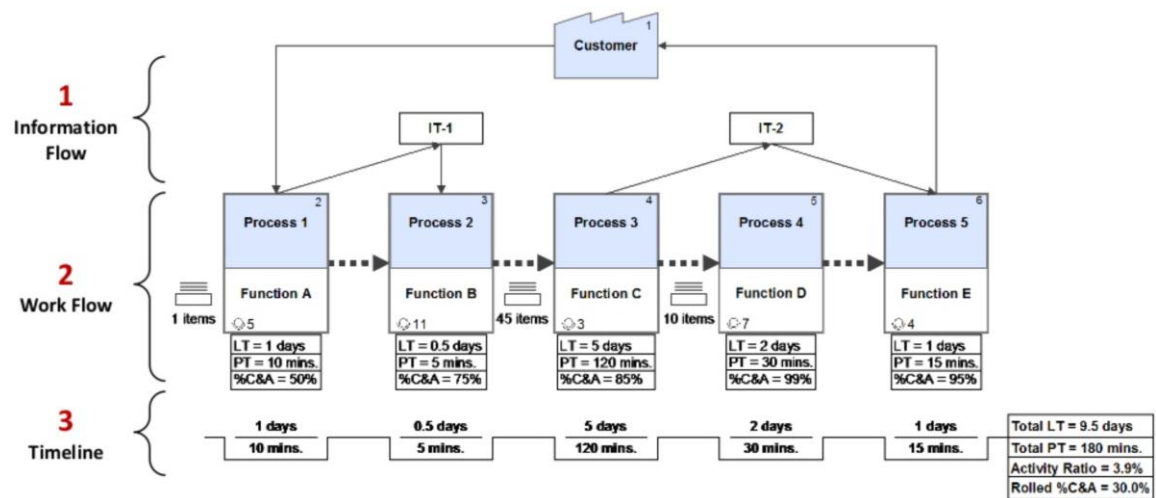 1
Customer
1
Information
Flow
IT-1
IT-2
2
Process 1
3
Process 2
4
Process 3
5
Process 4
6
Process 5
2
Work Flow
Function A
Function B
Function C
Function D
Function E
1 items
45 items
10 items
5
11
3
7
4
LT = 1 days
PT = 10 mins.
%C&A = 50%
LT = 0.5 days
PT = 5 mins.
%C&A = 75%
LT = 5 days
PT = 120 mins.
%C&A = 85%
LT = 2 days
PT = 30 mins.
%C&A = 99%
LT = 1 days
PT = 15 mins.
%C&A = 95%
3
Timeline
1 days
10 mins.
0.5 days
5 mins.
5 days
120 mins.
2 days
30 mins.
1 days
15 mins.
Total LT = 9.5 days
Total PT = 180 mins.
Activity Ratio = 3.9%
Rolled %C&A = 30.0%